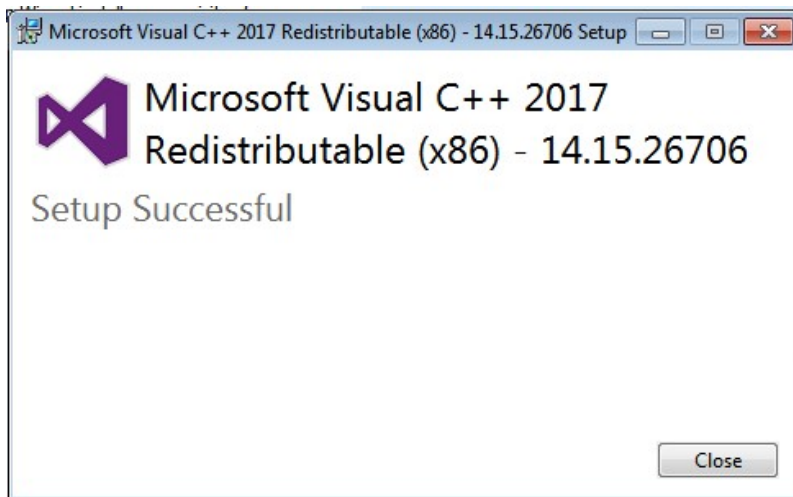 Microsoft Visual C++ 2017 Redistributable (x86) - 14.15.26706 Setup
Microsoft Visual C++ 2017
Redistributable (x86) - 14.15.26706
Setup Successful
Close